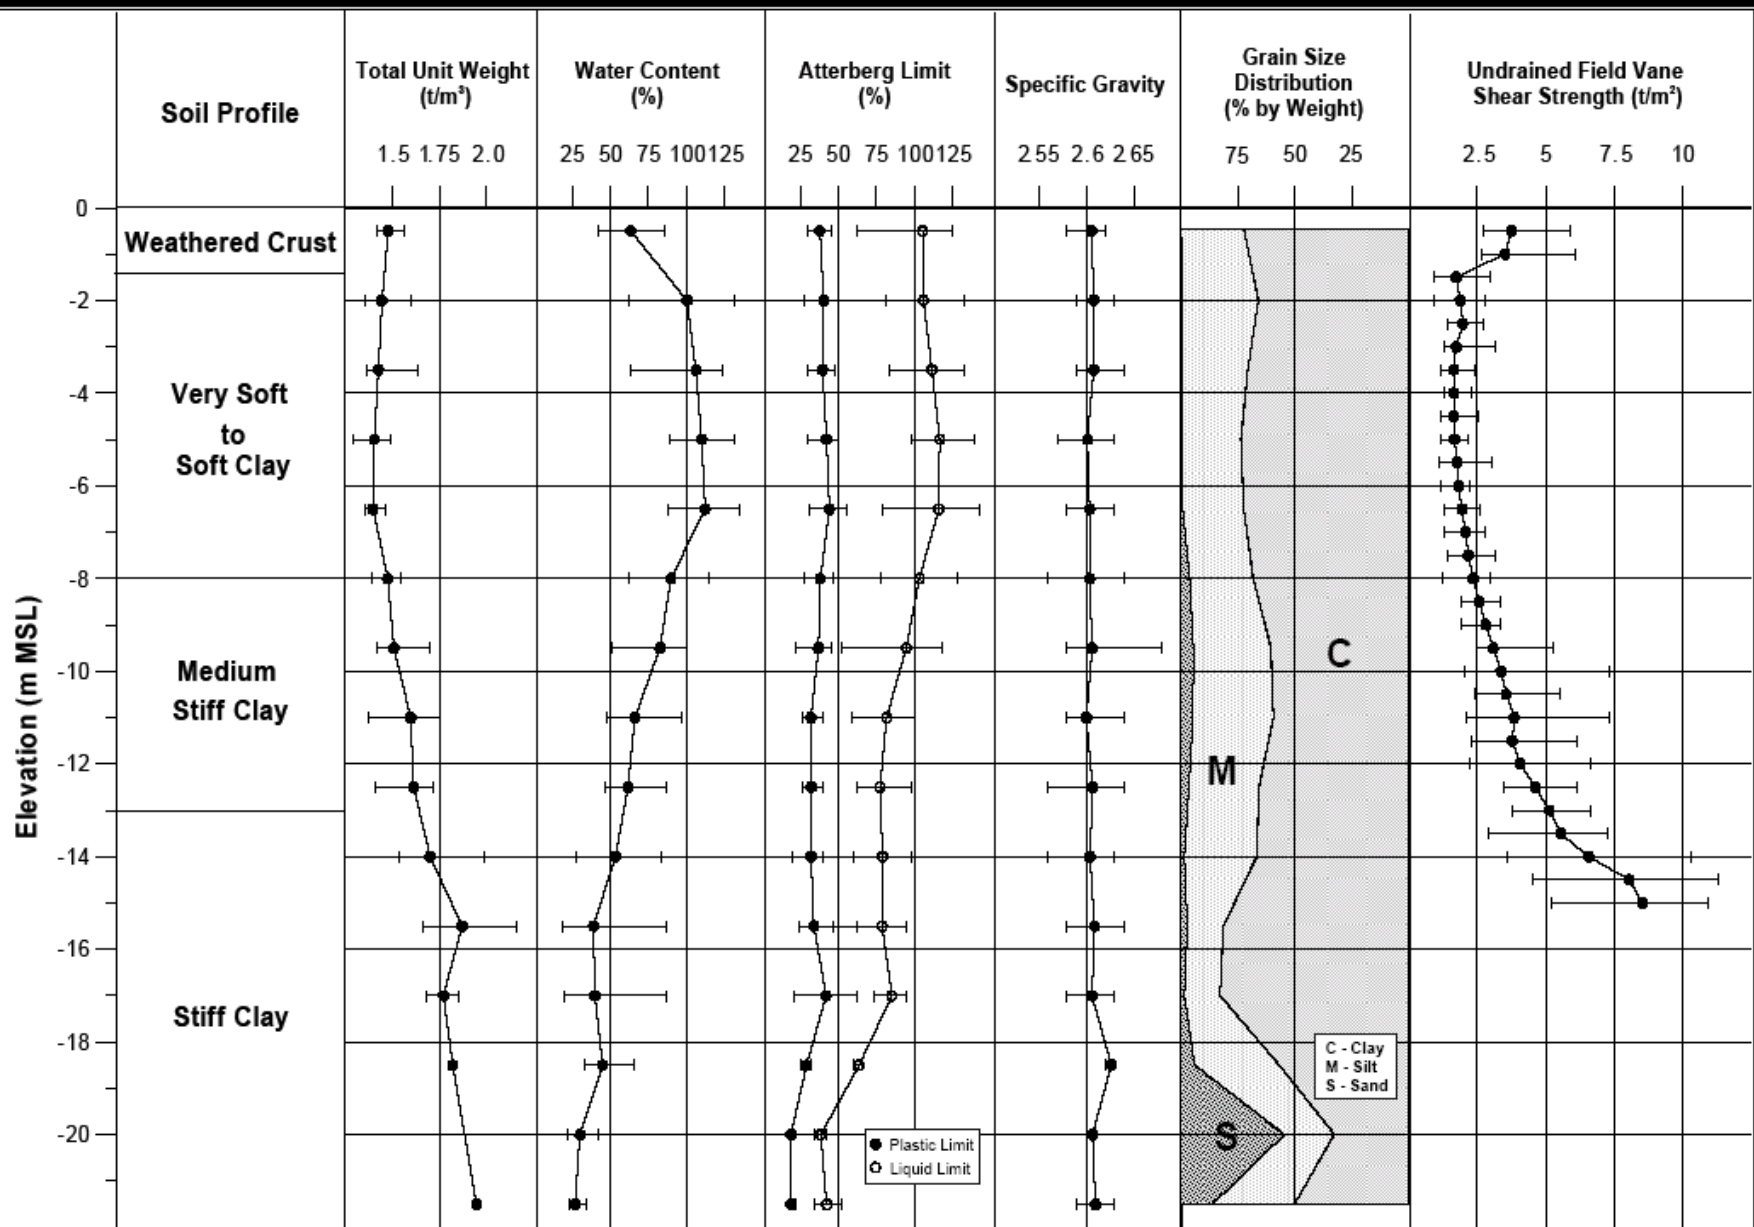 Soil Profile
Total Unit Weight
(t/m³)
1.5 1.75 2.0
Water Content
(%)
25 50 75 100 125
Atterberg Limit
(%)
25 50 75 100 125
Specific Gravity
2.55 2.6 2.65
Grain Size
Distribution
(% by Weight)
75 50 25
Undrained Field Vane
Shear Strength (t/m²)
2.5 5 7.5 10
Elevation (m MSL)
0
-2
-4
-6
-8
-10
-12
-14
-16
-18
-20
Weathered Crust
Very Soft
to
Soft Clay
Medium
Stiff Clay
Stiff Clay
Plastic Limit
Liquid Limit
C
M
S
C - Clay
M - Silt
S - Sand